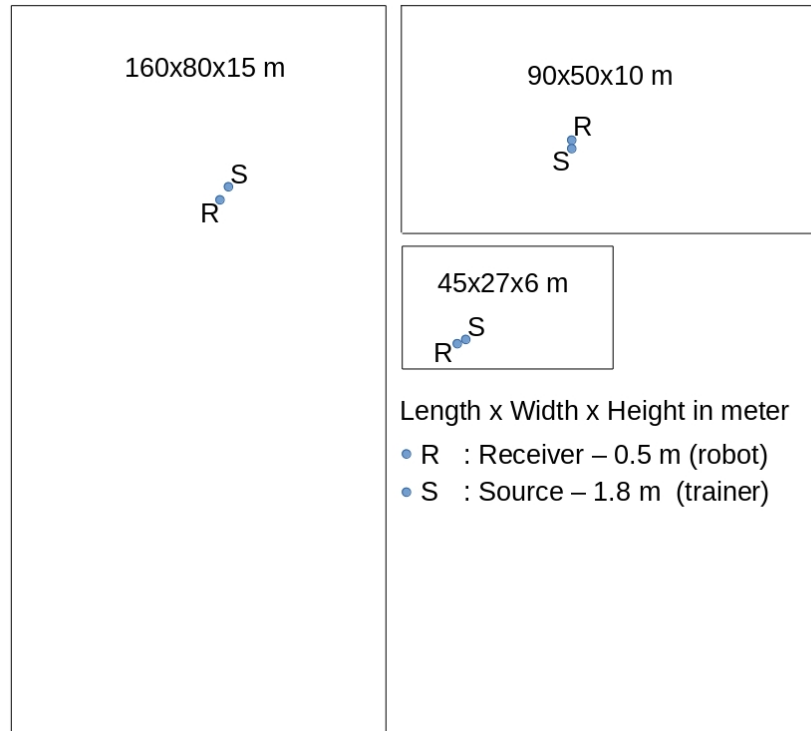 160x80x15 m
S
R
90x50x10 m
R
S
45x27x6 m
S
R
Length x Width x Height in meter
R : Receiver – 0.5 m (robot)
S : Source – 1.8 m (trainer)